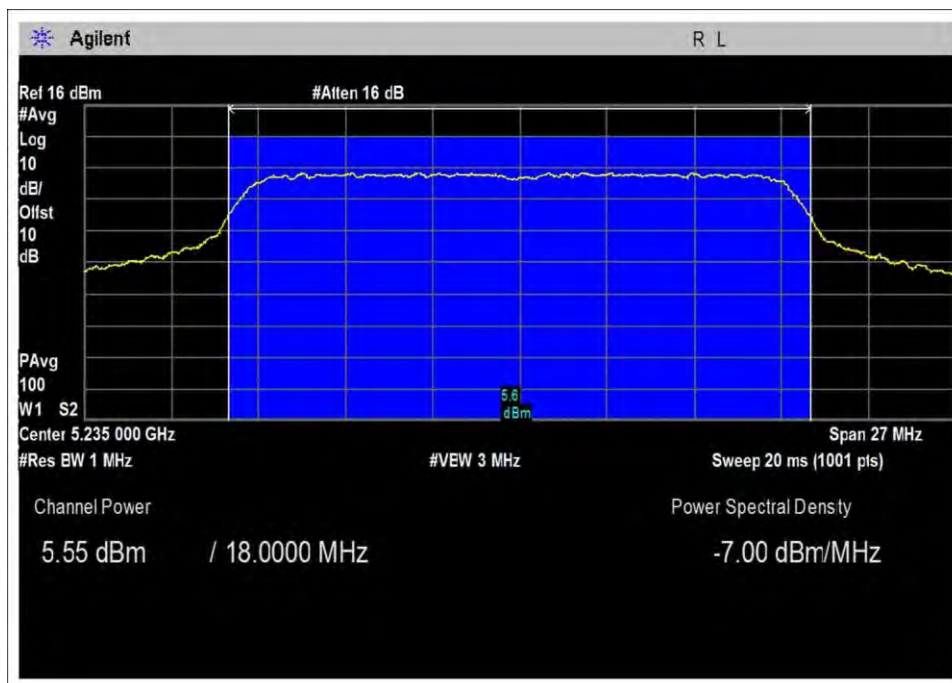 Agilent R L
Ref 16 dBm #Atten 16 dB
#Avg
Log
10
dB/
Offst
10
dB
PAvg
100
W1 S2
5.6
dBm
Center 5.235 000 GHz Span 27 MHz
#Res BW 1 MHz #VBW 3 MHz Sweep 20 ms (1001 pts)
Channel Power Power Spectral Density
5.55 dBm / 18.0000 MHz -7.00 dBm/MHz